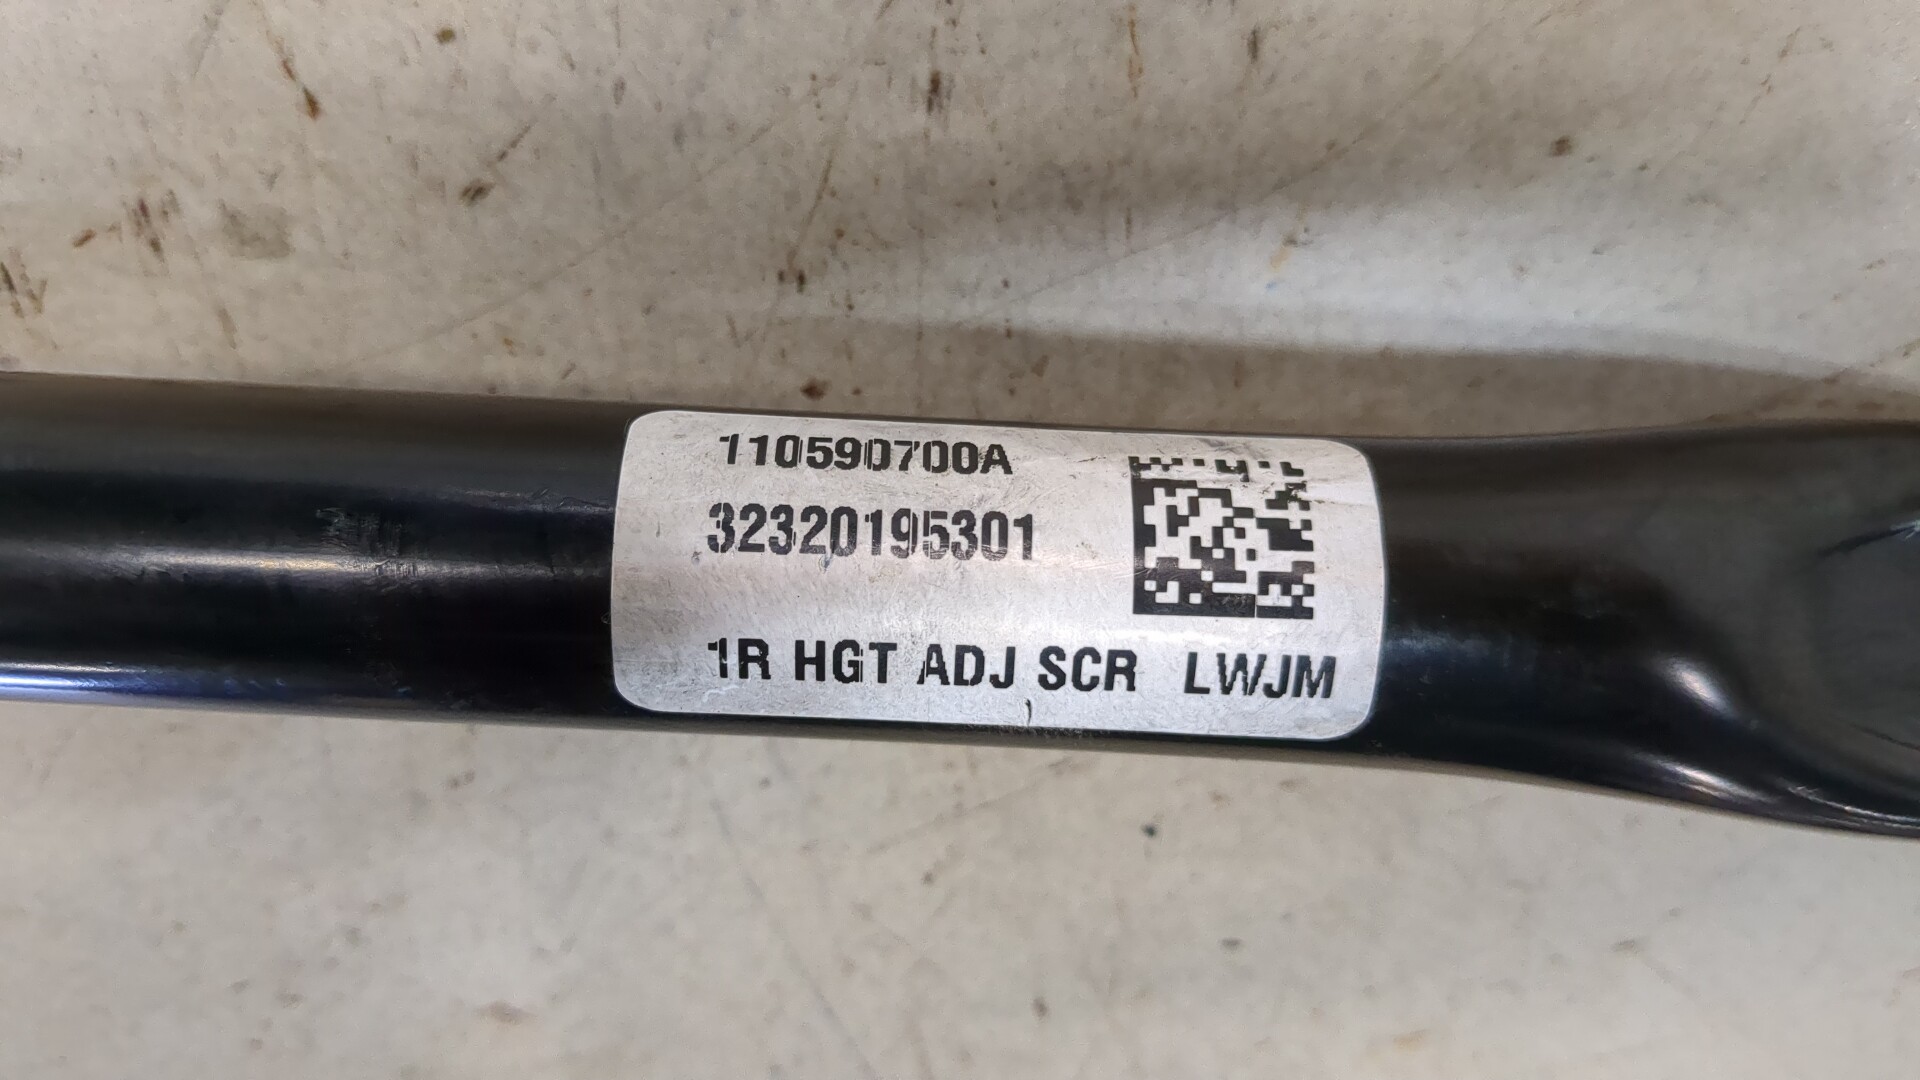 110590700A
32320195301
1R HGT ADJ SCR LWJM